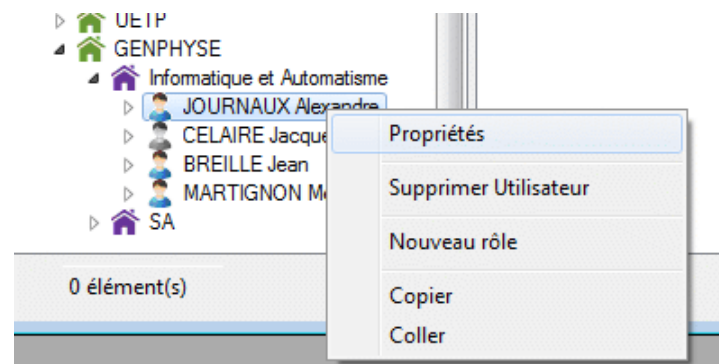 UETP
GENPHYSE
Informatique et Automatisme
JOURNAUX Alexandre
CELAIRE
BREILLE Jean
MARTIGNON
SA
0 élément(s)
Propriétés
Supprimer Utilisateur
Nouveau rôle
Copier
Coller